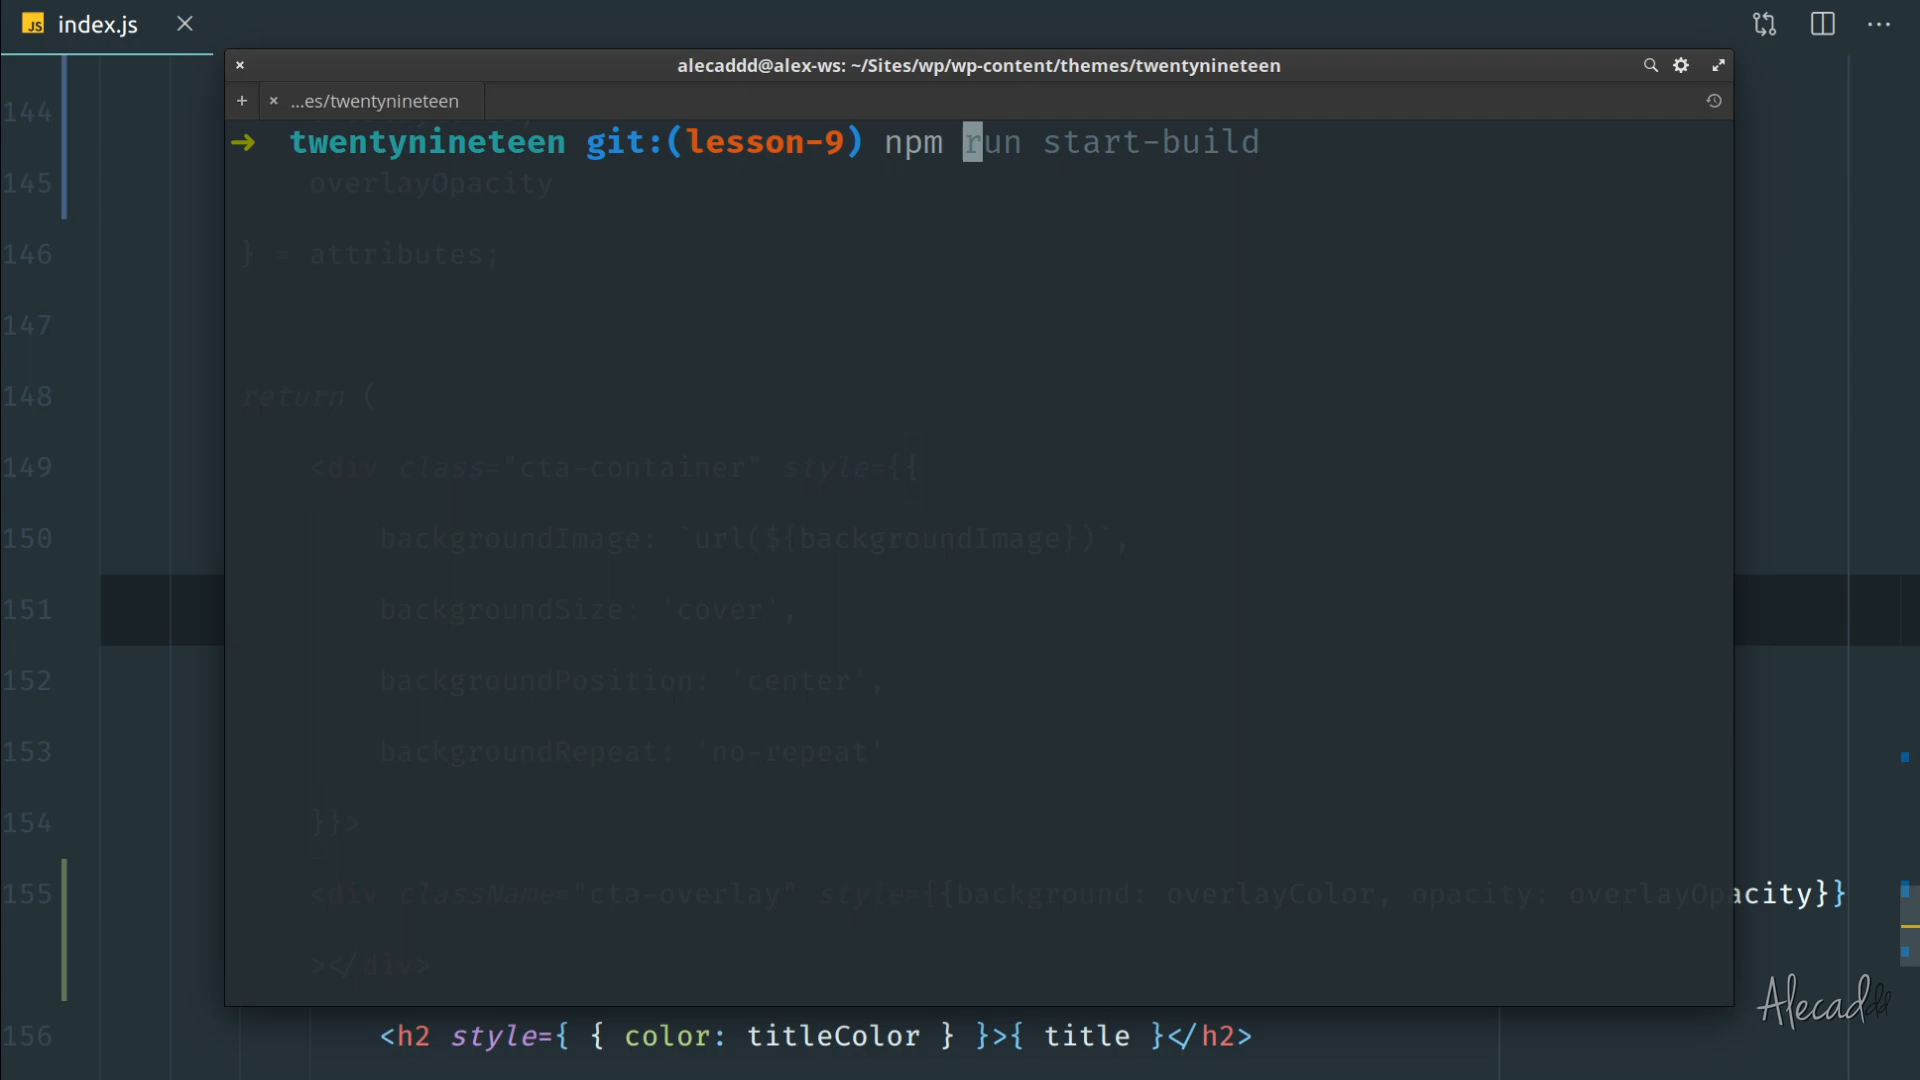 JS index.js
alecaddd@alex-ws: ~/Sites/wp/wp-content/themes/twentynineteen
...es/twentynineteen
➜ twentynineteen git:(lesson-9) npm run start-build
144
145 overlayOpacity
146 } = attributes;
147
148 return (
149 <div class="cta-container" style={{
150 backgroundImage: `url(${backgroundImage})`,
151 backgroundSize: 'cover',
152 backgroundPosition: 'center',
153 backgroundRepeat: 'no-repeat'
154 }}>
155 <div className="cta-overlay" style={{background: overlayColor, opacity: overlayOpacity}}
></div>
156 <h2 style={ { color: titleColor } }>{ title }</h2>
Alecaddd